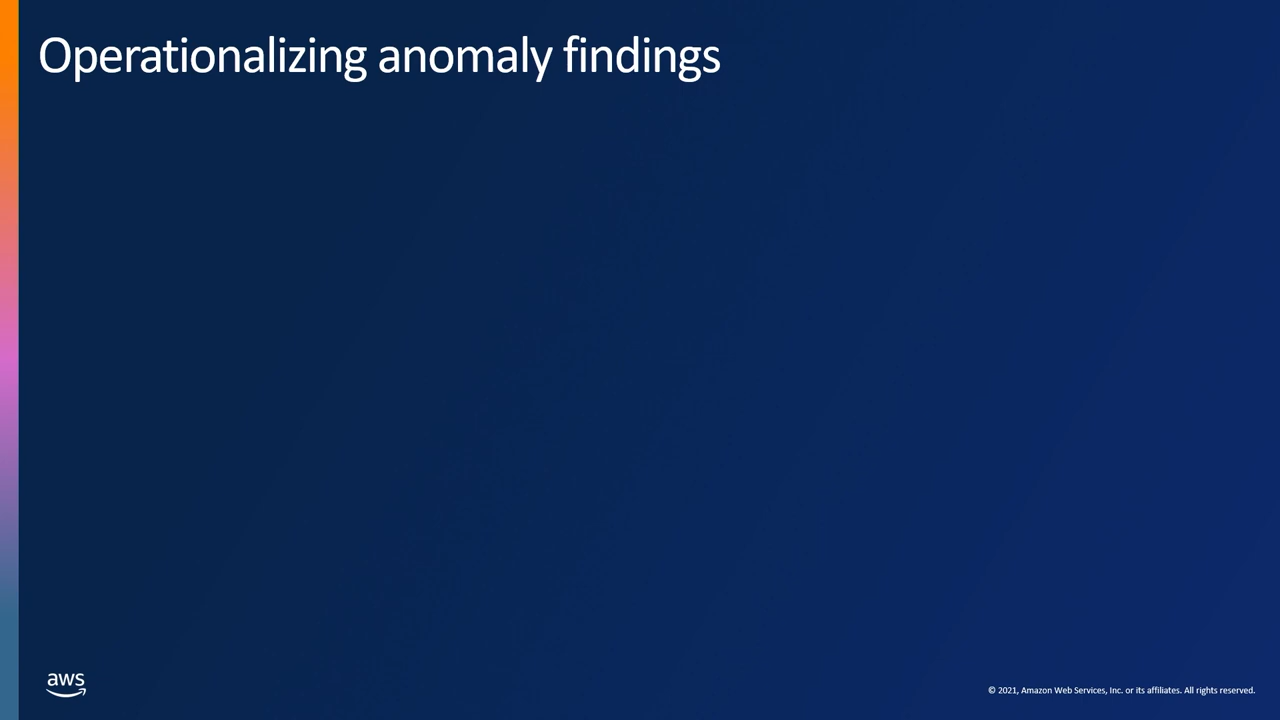 Operationalizing anomaly findings
aws
© 2021, Amazon Web Services, Inc. or its affiliates. All rights reserved.